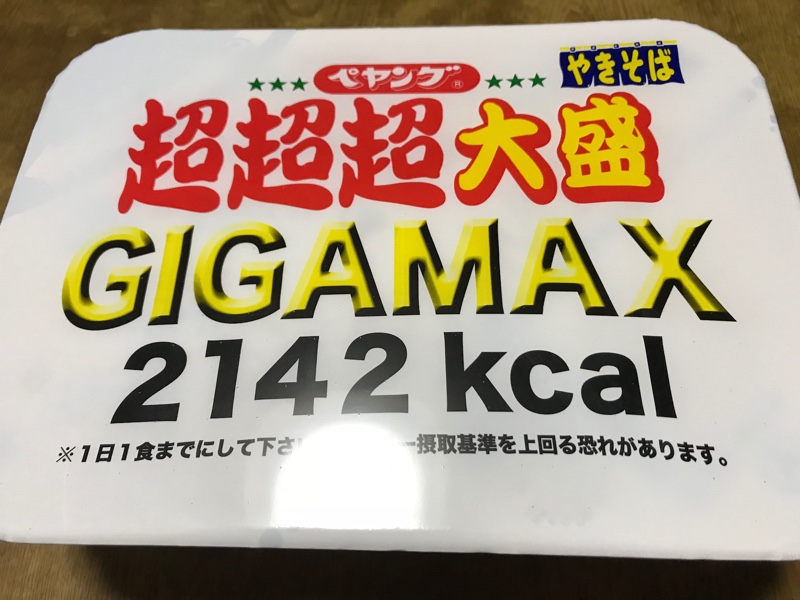 ★★★ ペヤング® ★★★
やきそば
超超超大盛
GIGAMAX
2142 kcal
※1日1食までにして下さ ー摂取基準を上回る恐れがあります。